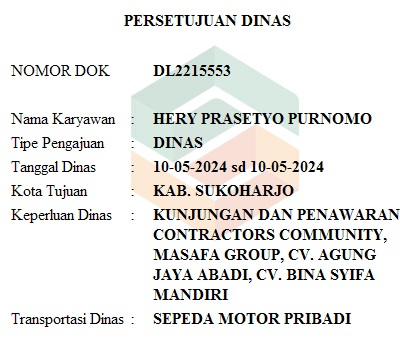 PERSETUJUAN DINAS
NOMOR DOK DL2215553
Nama Karyawan : HERY PRASETYO PURNOMO
Tipe Pengajuan : DINAS
Tanggal Dinas : 10-05-2024 sd 10-05-2024
Kota Tujuan : KAB. SUKOHARJO
Keperluan Dinas : KUNJUNGAN DAN PENAWARAN
CONTRACTORS COMMUNITY,
MASAFA GROUP, CV. AGUNG
JAYA ABADI, CV. BINA SYIFA
MANDIRI
Transportasi Dinas : SEPEDA MOTOR PRIBADI